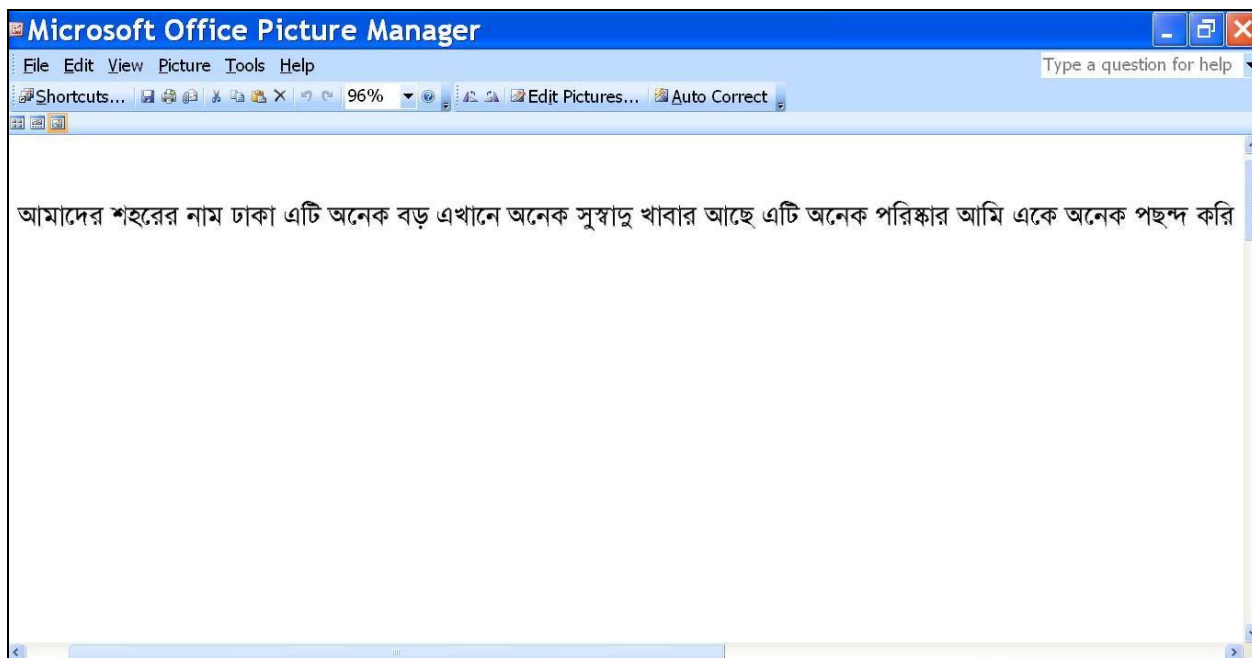 Microsoft Office Picture Manager
File Edit View Picture Tools Help Type a question for help
Shortcuts... 96% Edit Pictures... Auto Correct
আমাদের শহরের নাম ঢাকা এটি অনেক বড় এখানে অনেক সুস্বাদু খাবার আছে এটি অনেক পরিষ্কার আমি একে অনেক পছন্দ করি